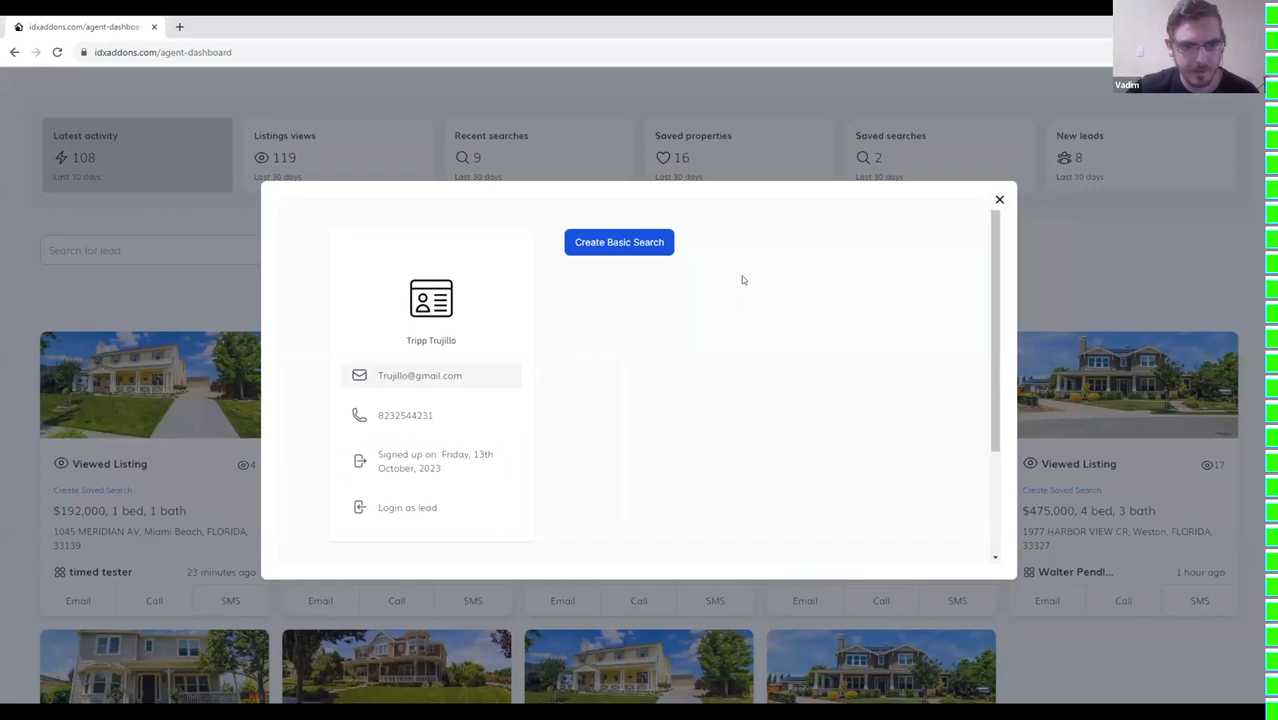 idxaddons.com/agent-dashboa
idxaddons.com/agent-dashboard
Vadim
Latest activity
108
Last 30 days
Listings views
119
Last 30 days
Recent searches
9
Last 30 days
Saved properties
16
Last 30 days
Saved searches
2
Last 30 days
New leads
8
Last 30 days
Search for lead
Create Basic Search
Tripp Trujillo
Trujillo@gmail.com
8232544231
Signed up on: Friday, 13th
October, 2023
Login as lead
Viewed Listing
4
Create Saved Search
$192,000, 1 bed, 1 bath
1045 MERIDIAN AV, Miami Beach, FLORIDA,
33139
timed tester
23 minutes ago
Email Call SMS
Email Call SMS
Email Call SMS
Email Call SMS
Viewed Listing
17
Create Saved Search
$475,000, 4 bed, 3 bath
1977 HARBOR VIEW CR, Weston, FLORIDA,
33327
Walter Pendl...
1 hour ago
Email Call SMS